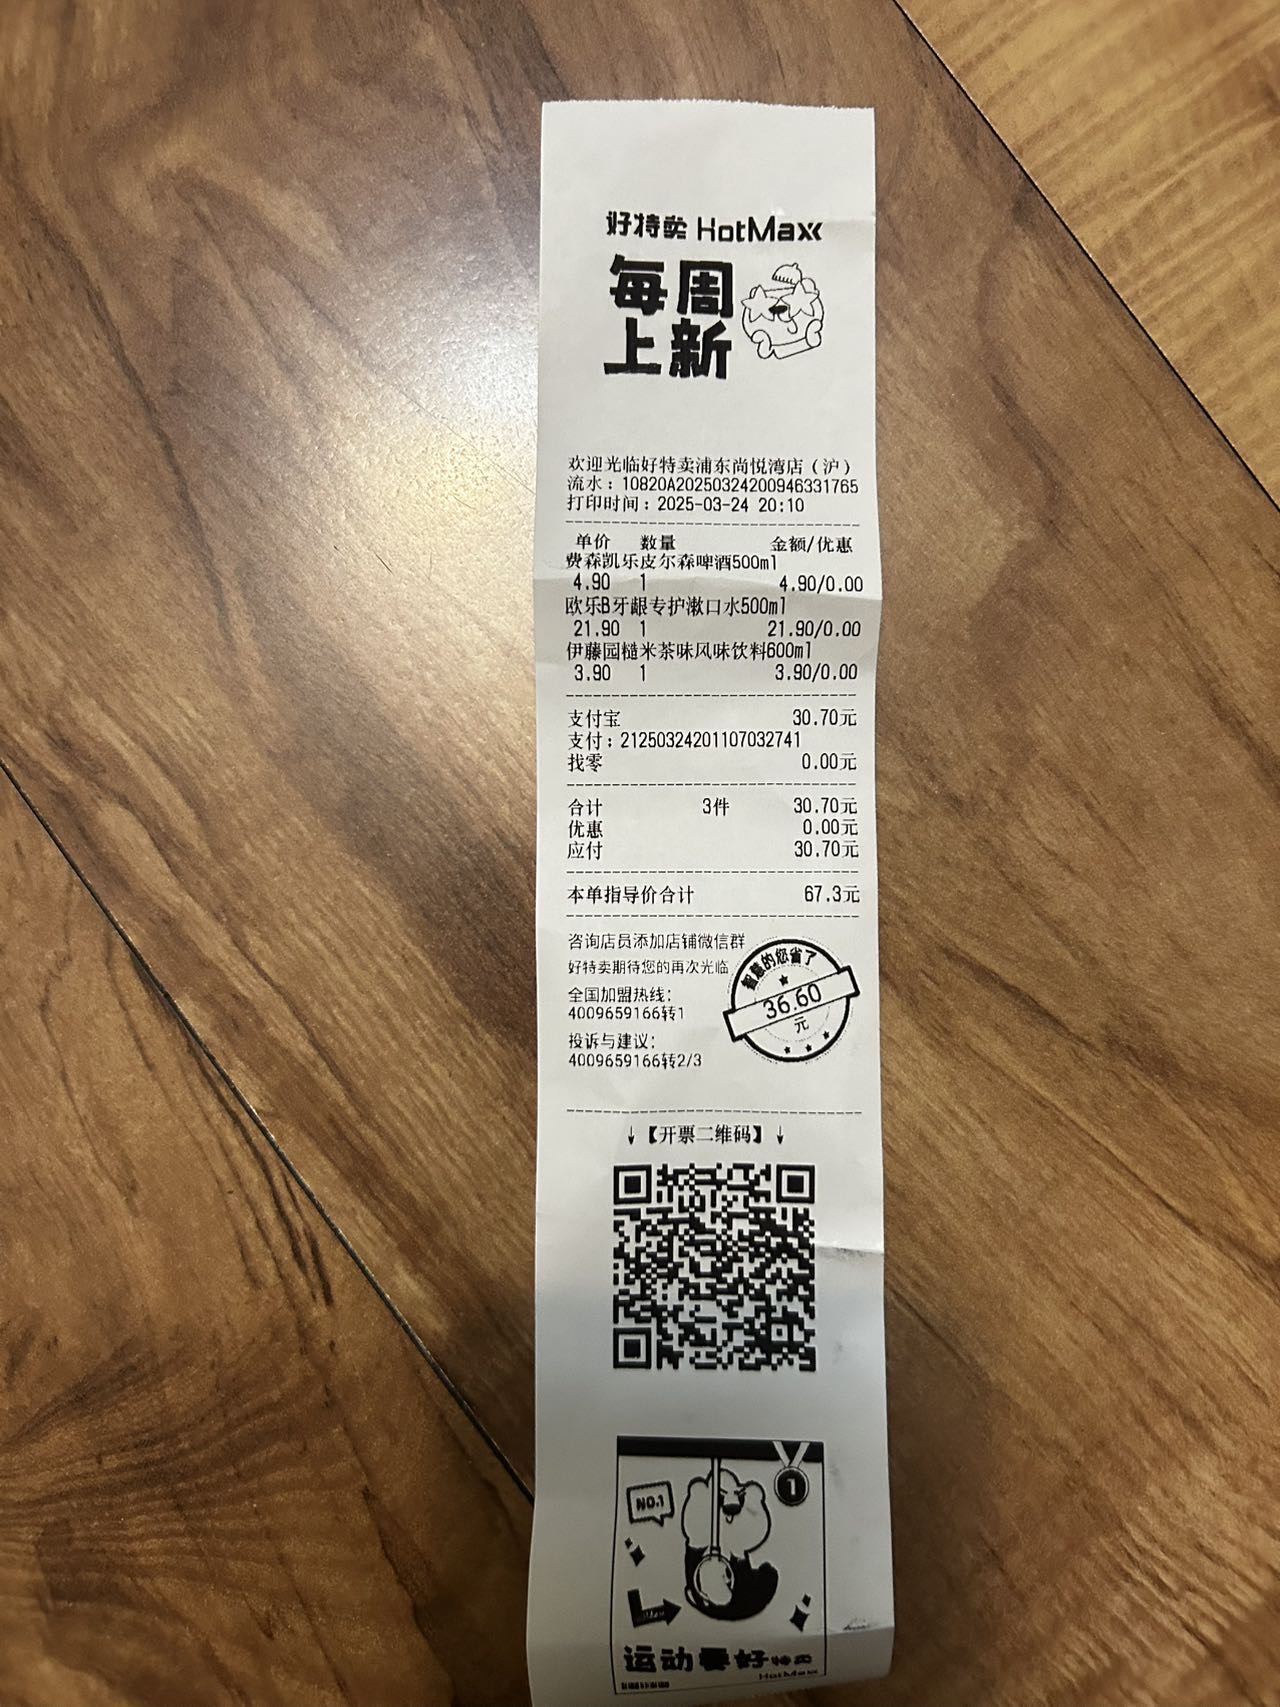 好特卖 HotMaxx
每周
上新
欢迎光临好特卖浦东尚悦湾店（沪）
流水：10820A20250324200946331765
打印时间：2025-03-24 20:10
单价 数量 金额/优惠
费森凯乐皮尔森啤酒500ml
4.90 1 4.90/0.00
欧乐B牙龈专护漱口水500ml
21.90 1 21.90/0.00
伊藤园糙米茶味风味饮料600ml
3.90 1 3.90/0.00
支付宝 30.70元
支付：21250324201107032741
找零 0.00元
合计 3件 30.70元
优惠 0.00元
应付 30.70元
本单指导价合计 67.3元
咨询店员添加店铺微信群
好特卖期待您的再次光临
全国加盟热线：
4009659166转1
投诉与建议：
4009659166转2/3
智慧的您省了
36.60
元
↓【开票二维码】↓
1
NO.1
运动要好特卖
HotMaxx